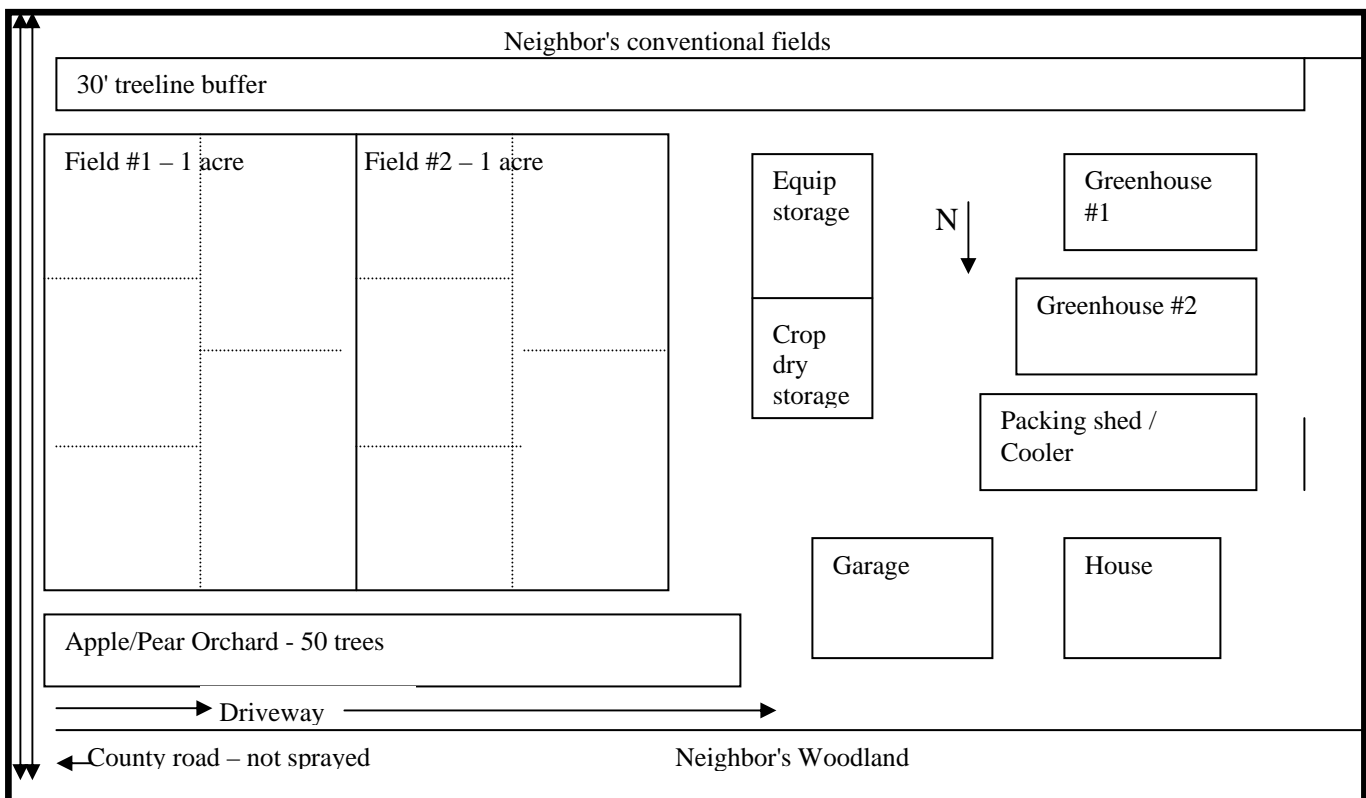 Neighbor's conventional fields
30' treeline buffer
Field #1 – 1 acre
Field #2 – 1 acre
Equip
storage
N
Greenhouse
#1
Greenhouse #2
Crop
dry
storage
Packing shed /
Cooler
Garage
House
Apple/Pear Orchard - 50 trees
Driveway
County road – not sprayed
Neighbor's Woodland